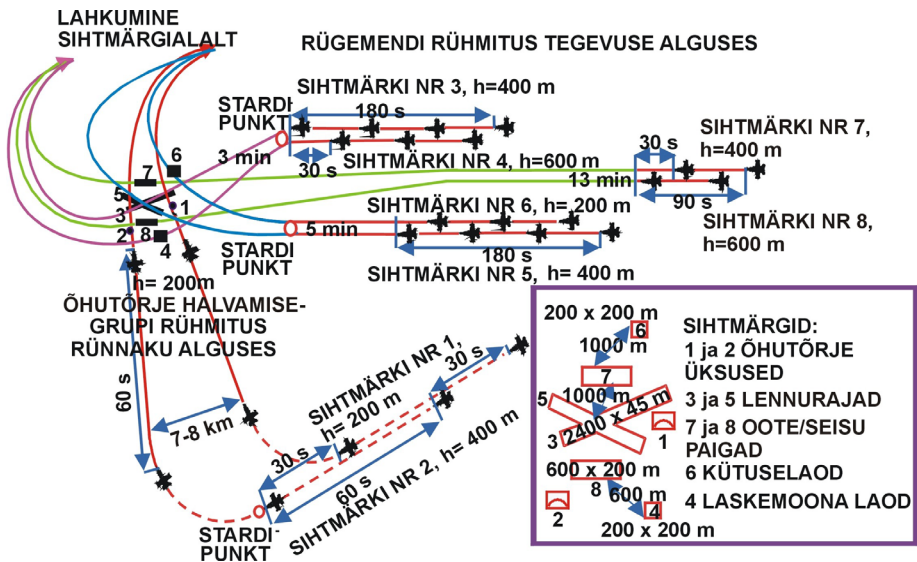 LAHKUMINE
SIHTMÄRGIALALT
RÜGEMENDI RÜHMITUS TEGEVUSE ALGUSES
SIHTMÄRKI NR 3, h=400 m
STARDI-
PUNKT
180 s
3 min
30 s
SIHTMÄRKI NR 4, h=600 m
30 s
SIHTMÄRKI NR 7,
h=400 m
13 min
90 s
SIHTMÄRKI NR 8,
h=600 m
SIHTMÄRKI NR 6, h= 200 m
5 min
STARDI
PUNKT
180 s
SIHTMÄRKI NR 5, h= 400 m
7
6
5
3
1
2
8
4
h= 200m
ÕHUTÕRJE HALVAMISE-
GRUPI RÜHMITUS
RÜNNAKU ALGUSES
60 s
7-8 km
SIHTMÄRKI NR 1,
h= 200 m
30 s
30 s
60 s
SIHTMÄRKI NR 2, h= 400 m
STARDI-
PUNKT
200 x 200 m
6
1000 m
7
1000 m
5
3
2400 x 45 m
1
600 x 200 m
8
600 m
2
4
200 x 200 m
SIHTMÄRGID:
1 ja 2 ÕHUTÕRJE
ÜKSUSED
3 ja 5 LENNURAJAD
7 ja 8 OOTE/SEISU
PAIGAD
6 KÜTUSELAOD
4 LASKEMOONA LAOD